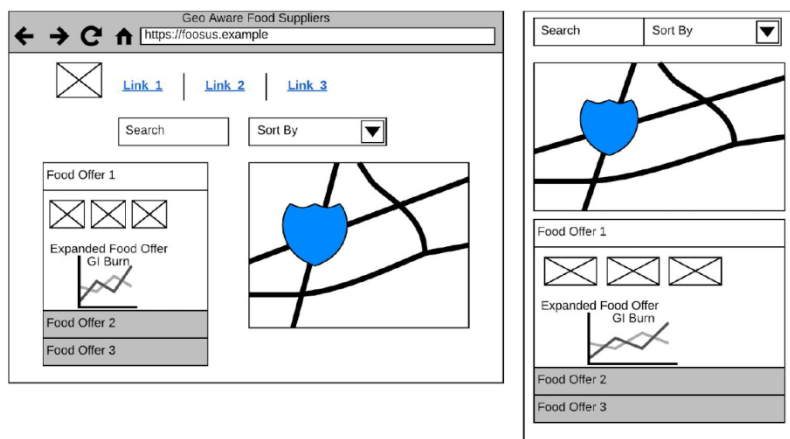 Geo Aware Food Suppliers
https://foosus.example
Link 1
Link 2
Link 3
Search
Sort By
Food Offer 1
Expanded Food Offer
GI Burn
Food Offer 2
Food Offer 3
Search
Sort By
Food Offer 1
Expanded Food Offer
GI Burn
Food Offer 2
Food Offer 3